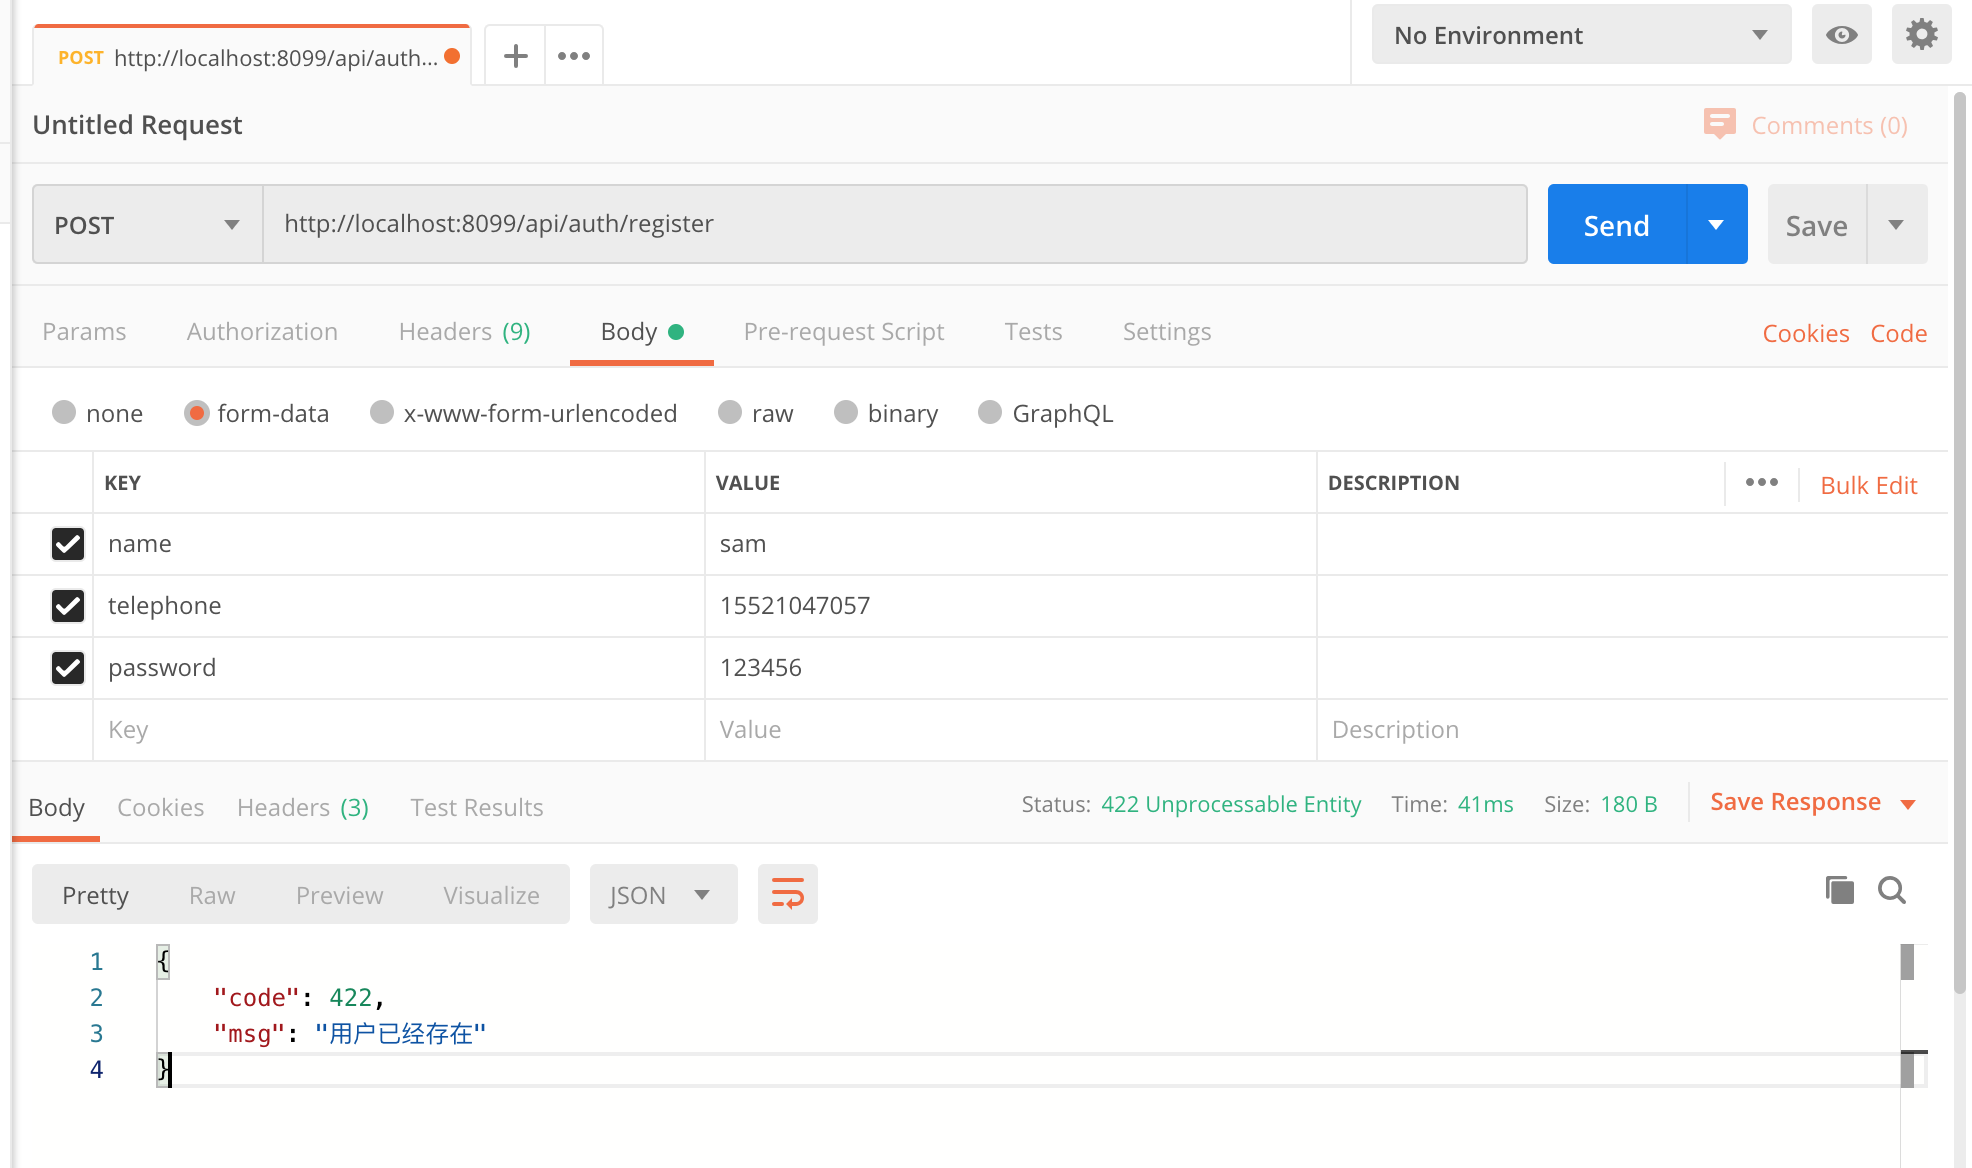 POST http://localhost:8099/api/auth...
No Environment
Untitled Request
Comments (0)
POST http://localhost:8099/api/auth/register Send Save
Params Authorization Headers (9) Body Pre-request Script Tests Settings Cookies Code
none form-data x-www-form-urlencoded raw binary GraphQL
KEY VALUE DESCRIPTION Bulk Edit
name sam
telephone 15521047057
password 123456
Key Value Description
Body Cookies Headers (3) Test Results Status: 422 Unprocessable Entity Time: 41ms Size: 180 B Save Response
Pretty Raw Preview Visualize JSON
1 {
2 "code": 422,
3 "msg": "用户已经存在"
4 }